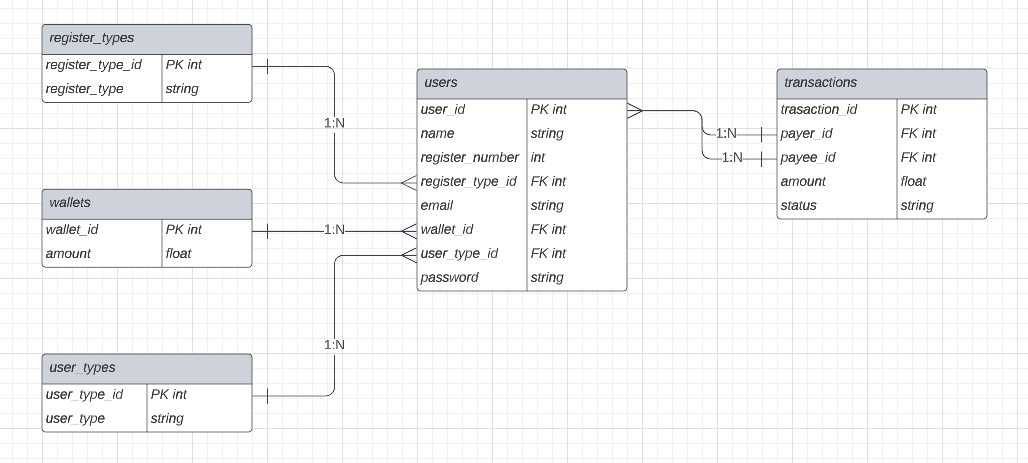 register_types
register_type_id PK int
register_type string
1:N
wallets
wallet_id PK int
amount float
1:N
user_types
user_type_id PK int
user_type string
1:N
users
user_id PK int
name string
register_number int
register_type_id FK int
email string
wallet_id FK int
user_type_id FK int
password string
1:N
1:N
transactions
trasaction_id PK int
payer_id FK int
payee_id FK int
amount float
status string